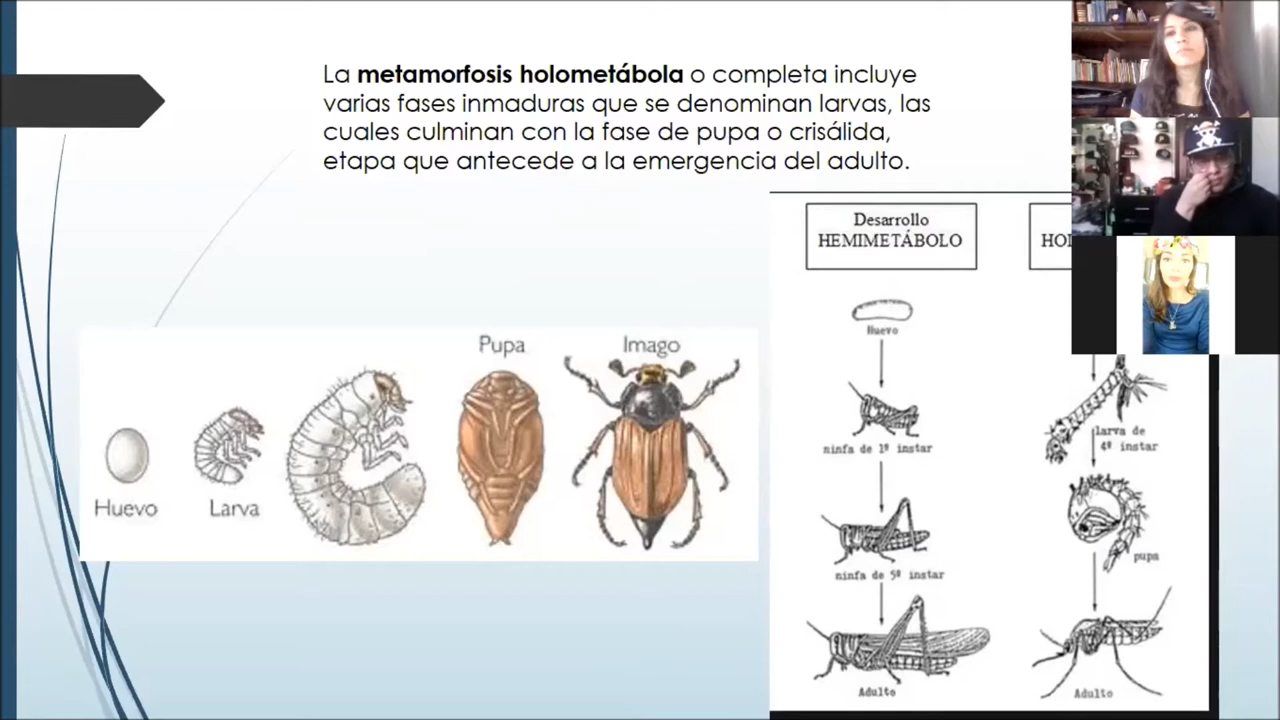 La metamorfosis holometábola o completa incluye
varias fases inmaduras que se denominan larvas, las
cuales culminan con la fase de pupa o crisálida,
etapa que antecede a la emergencia del adulto.
Huevo
Larva
Pupa
Imago
Desarrollo
HEMIMETÁBOLO
Huevo
ninfa de 1º instar
ninfa de 5º instar
Adulto
larva de
4º instar
pupa
Adulto